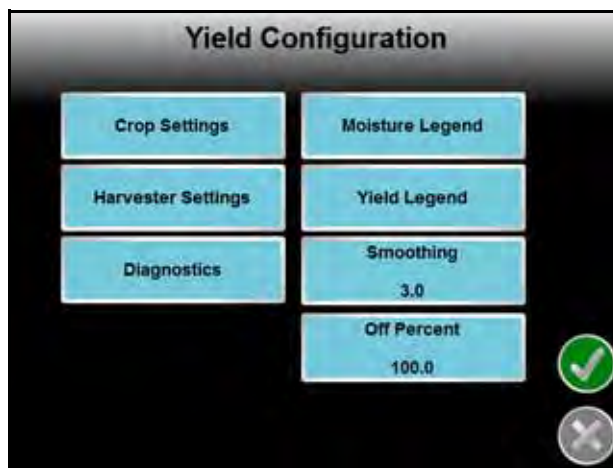 Yield Configuration
Crop Settings
Moisture Legend
Harvester Settings
Yield Legend
Diagnostics
Smoothing
3.0
Off Percent
100.0